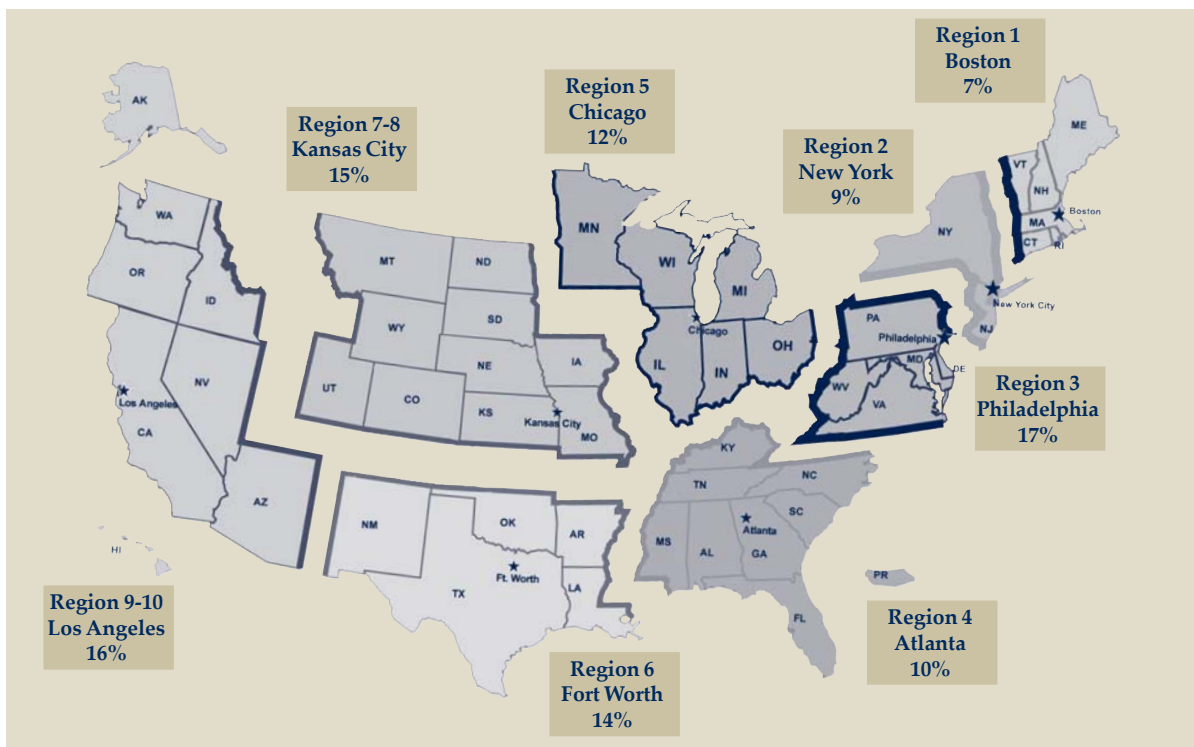 Region 1
Boston
7%
Region 5
Chicago
12%
Region 7-8
Kansas City
15%
Region 2
New York
9%
AK
ME
VT
NH
MA
Boston
CT
RI
NY
New York City
NJ
WA
OR
ID
MT
ND
SD
WY
NE
IA
UT
CO
KS
Kansas City
MO
MN
WI
MI
Chicago
IL
IN
OH
PA
Philadelphia
MD
DE
WV
VA
Region 3
Philadelphia
17%
NV
Los Angeles
CA
AZ
HI
NM
OK
AR
Ft. Worth
TX
LA
KY
TN
NC
SC
Atlanta
MS
AL
GA
FL
PR
Region 9-10
Los Angeles
16%
Region 6
Fort Worth
14%
Region 4
Atlanta
10%